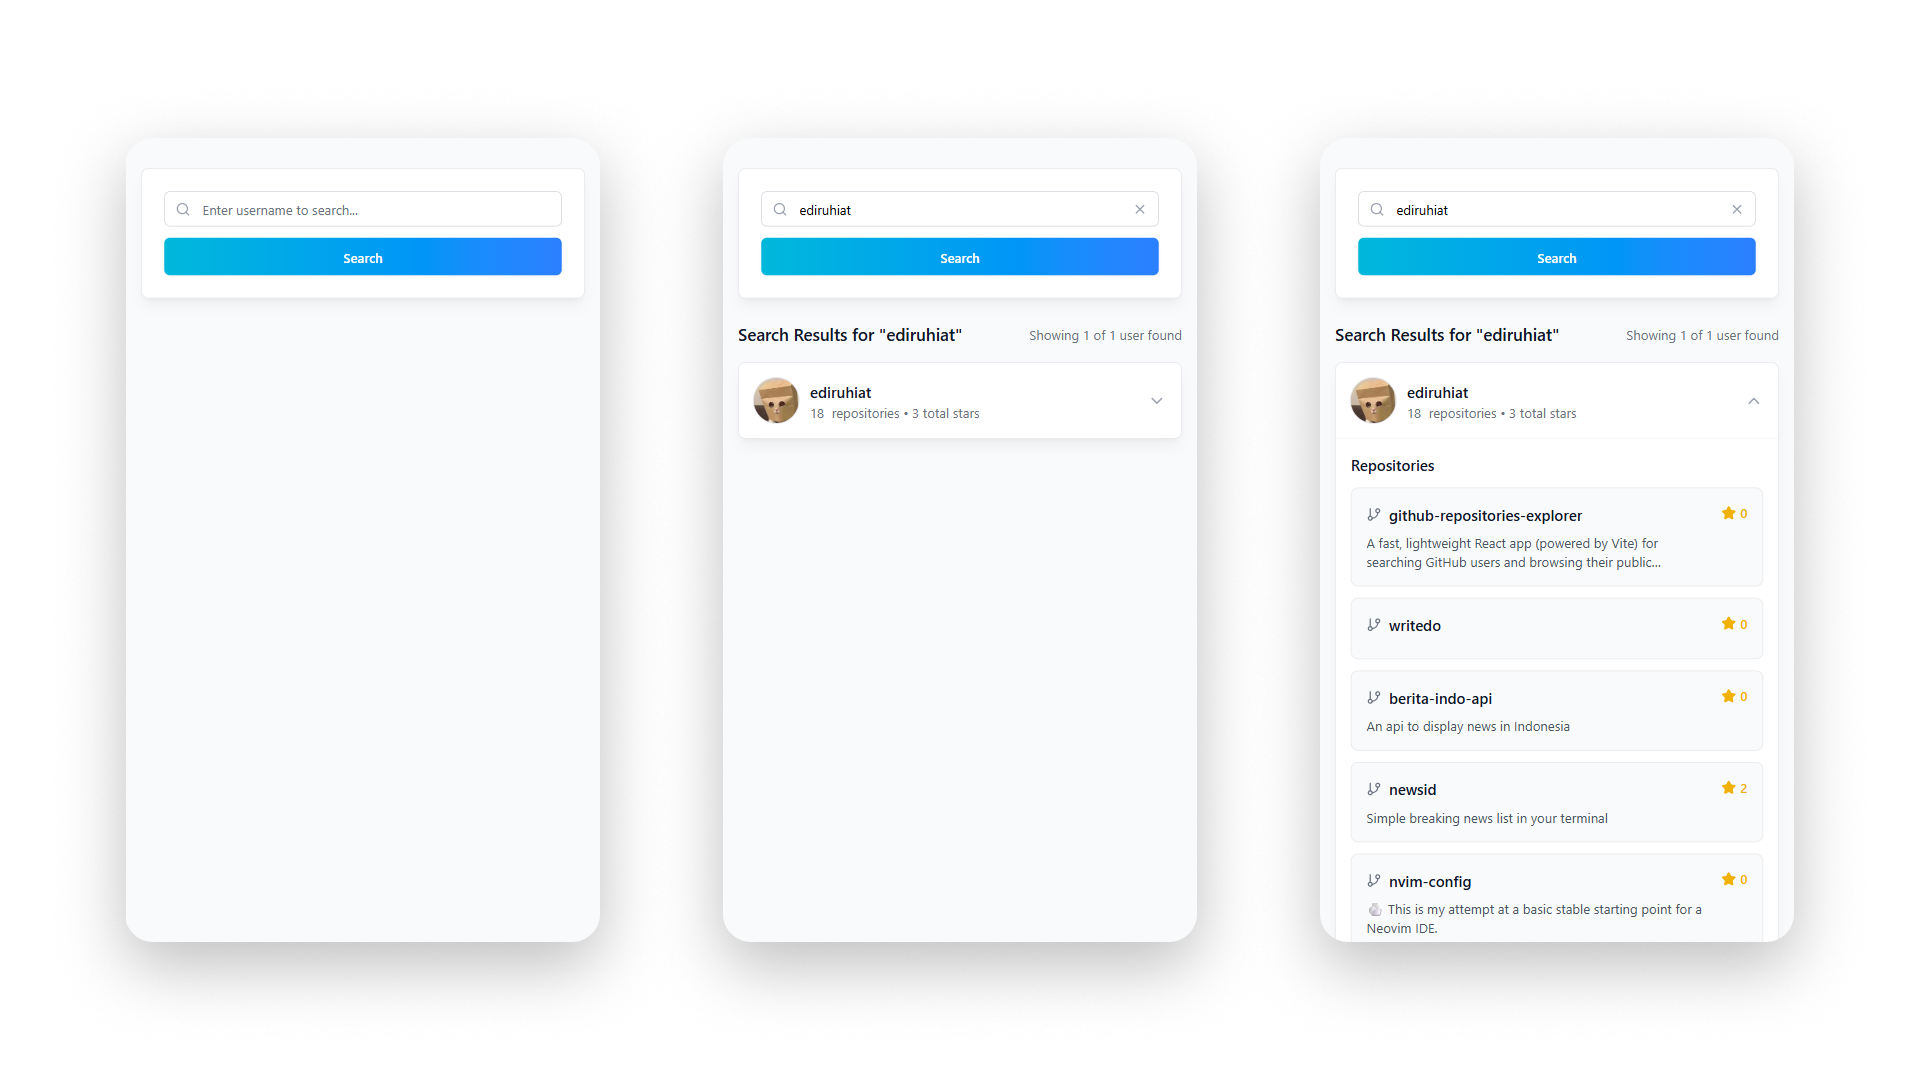 Enter username to search...
Search
ediruhiat
Search
Search Results for "ediruhiat"
Showing 1 of 1 user found
ediruhiat
18 repositories • 3 total stars
ediruhiat
Search
Search Results for "ediruhiat"
Showing 1 of 1 user found
ediruhiat
18 repositories • 3 total stars
Repositories
github-repositories-explorer
0
A fast, lightweight React app (powered by Vite) for
searching GitHub users and browsing their public...
writedo
0
berita-indo-api
0
An api to display news in Indonesia
newsid
2
Simple breaking news list in your terminal
nvim-config
0
This is my attempt at a basic stable starting point for a
Neovim IDE.